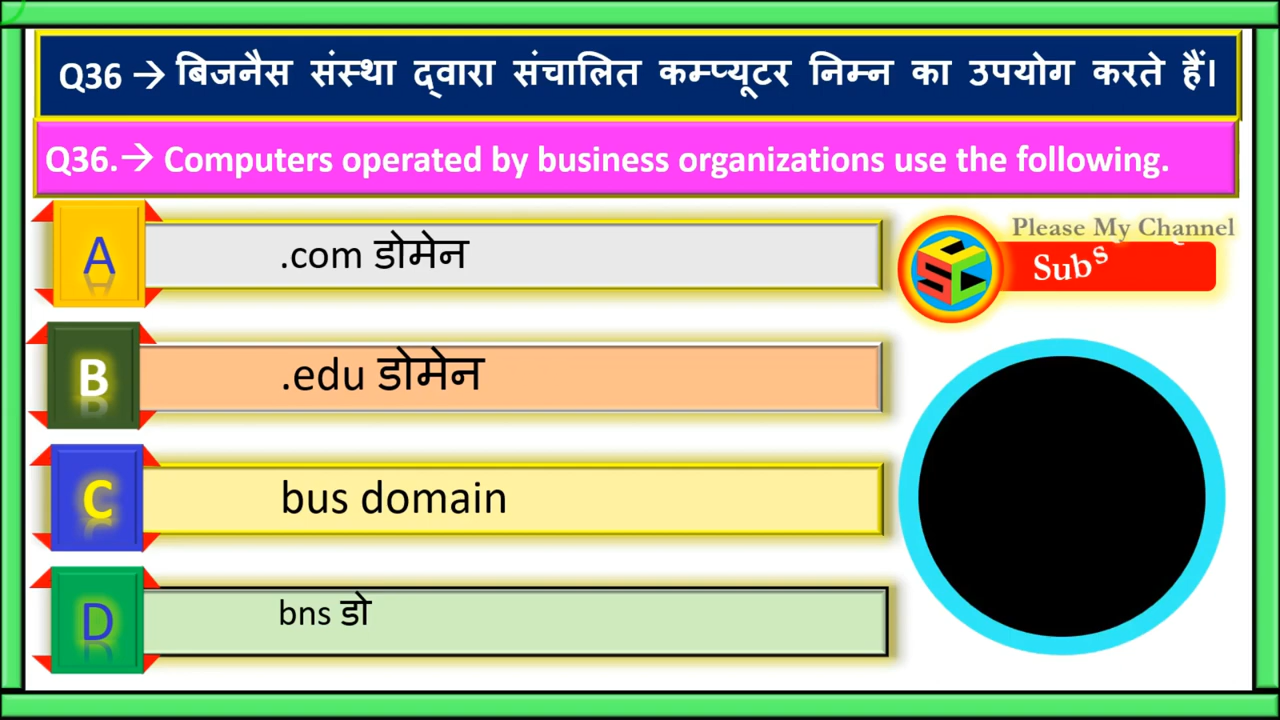 Q36 → बिजनैस संस्था द्वारा संचालित कम्प्यूटर निम्न का उपयोग करते हैं।
Q36.→ Computers operated by business organizations use the following.
A .com डोमेन
Please My Channel
Subs
B .edu डोमेन
C bus domain
D bns डो